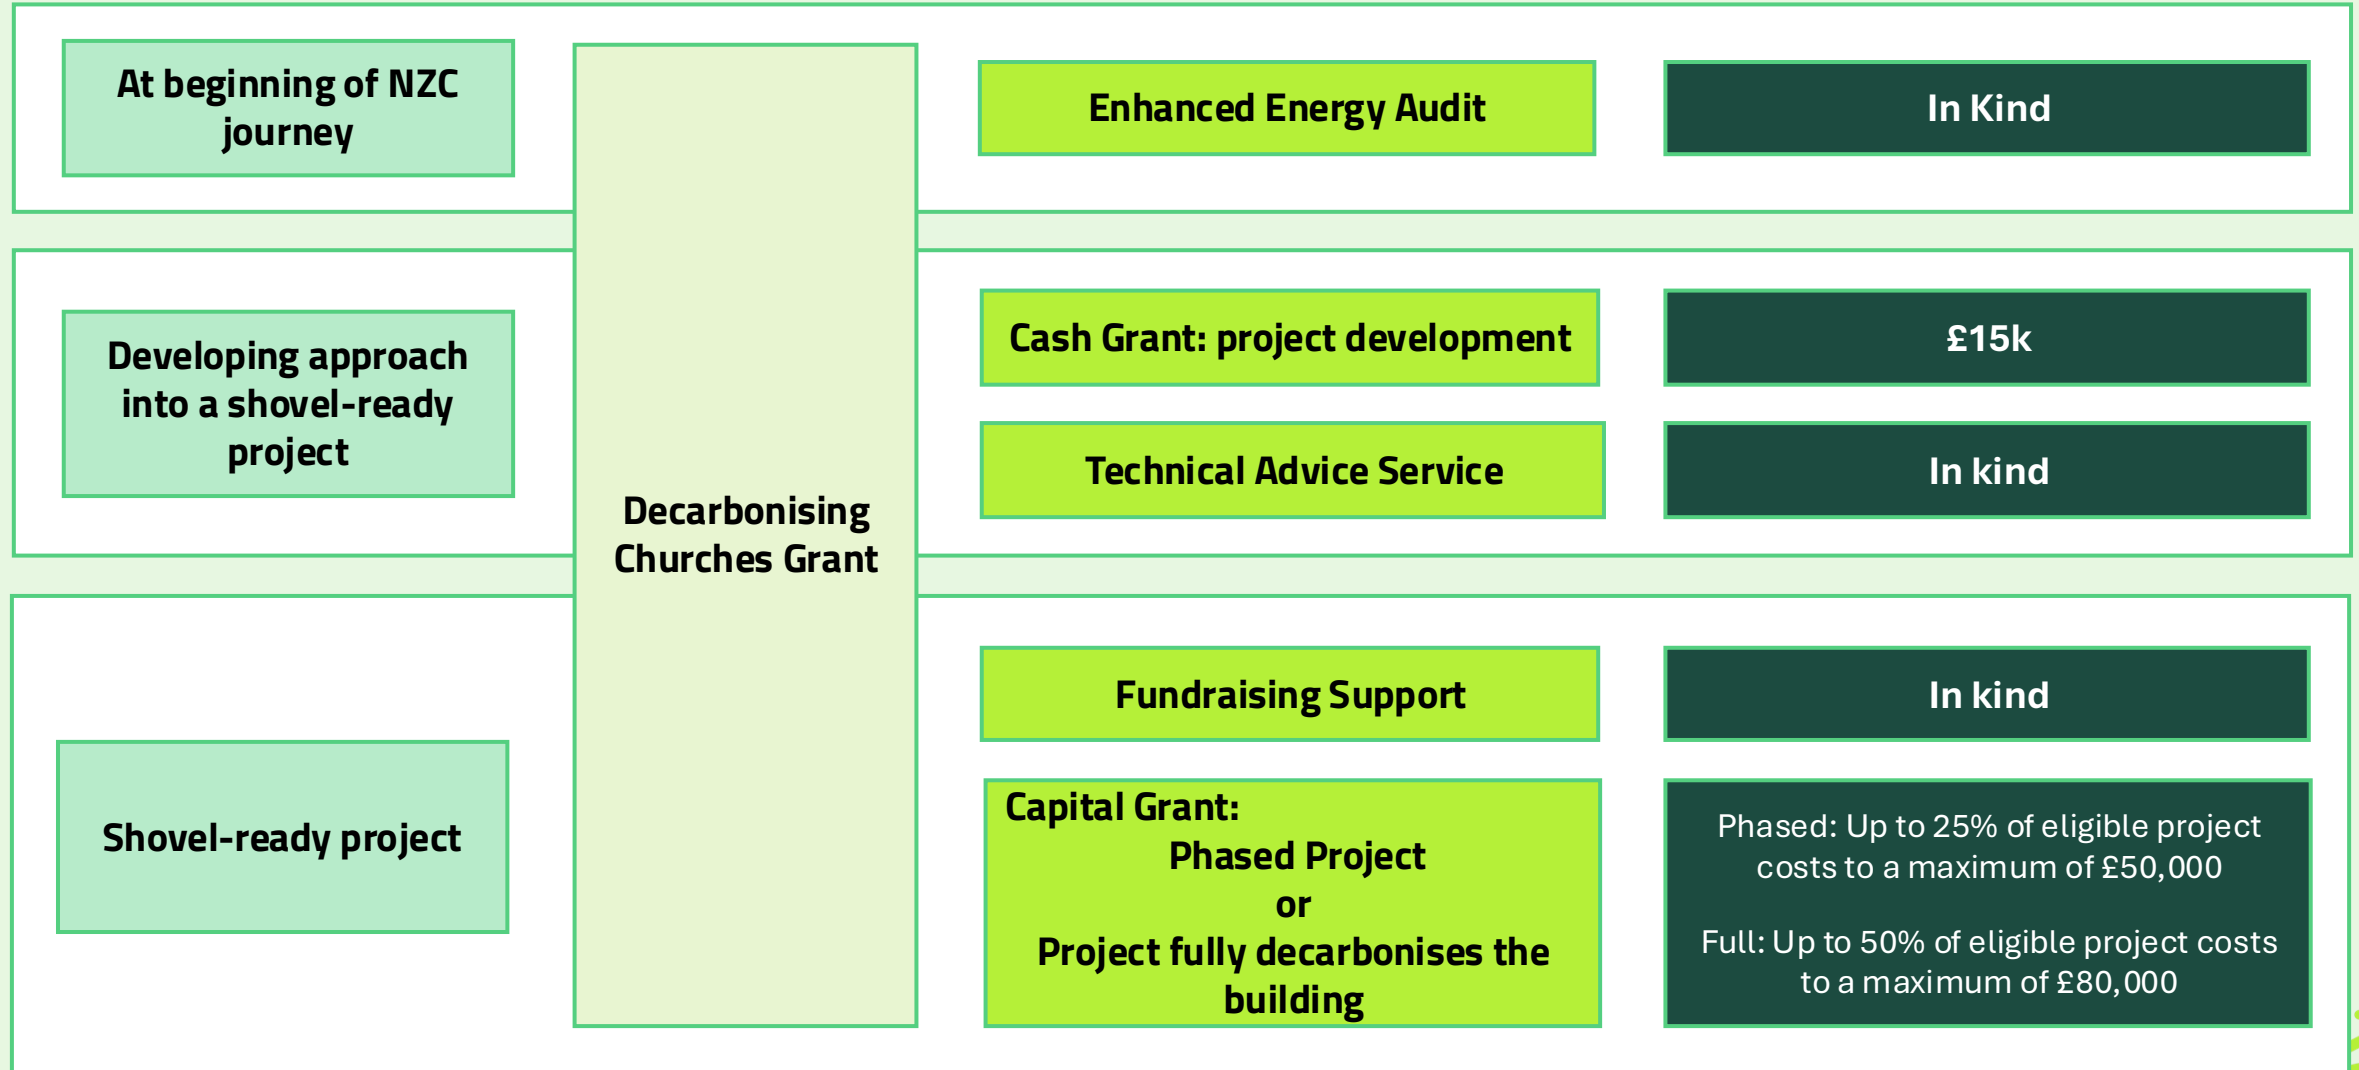 At beginning of NZC
journey
Enhanced Energy Audit
In Kind
Developing approach
into a shovel-ready
project
Cash Grant: project development
£15k
Technical Advice Service
In kind
Decarbonising
Churches Grant
Fundraising Support
In kind
Shovel-ready project
Capital Grant:
Phased Project
or
Project fully decarbonises the
building
Phased: Up to 25% of eligible project
costs to a maximum of £50,000
Full: Up to 50% of eligible project costs
to a maximum of £80,000